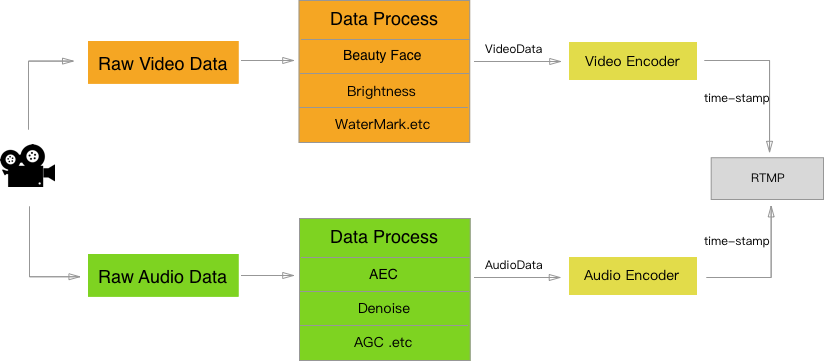 Raw Video Data
Data Process
Beauty Face
Brightness
WaterMark.etc
VideoData
Video Encoder
time-stamp
RTMP
Raw Audio Data
Data Process
AEC
Denoise
AGC .etc
AudioData
Audio Encoder
time-stamp